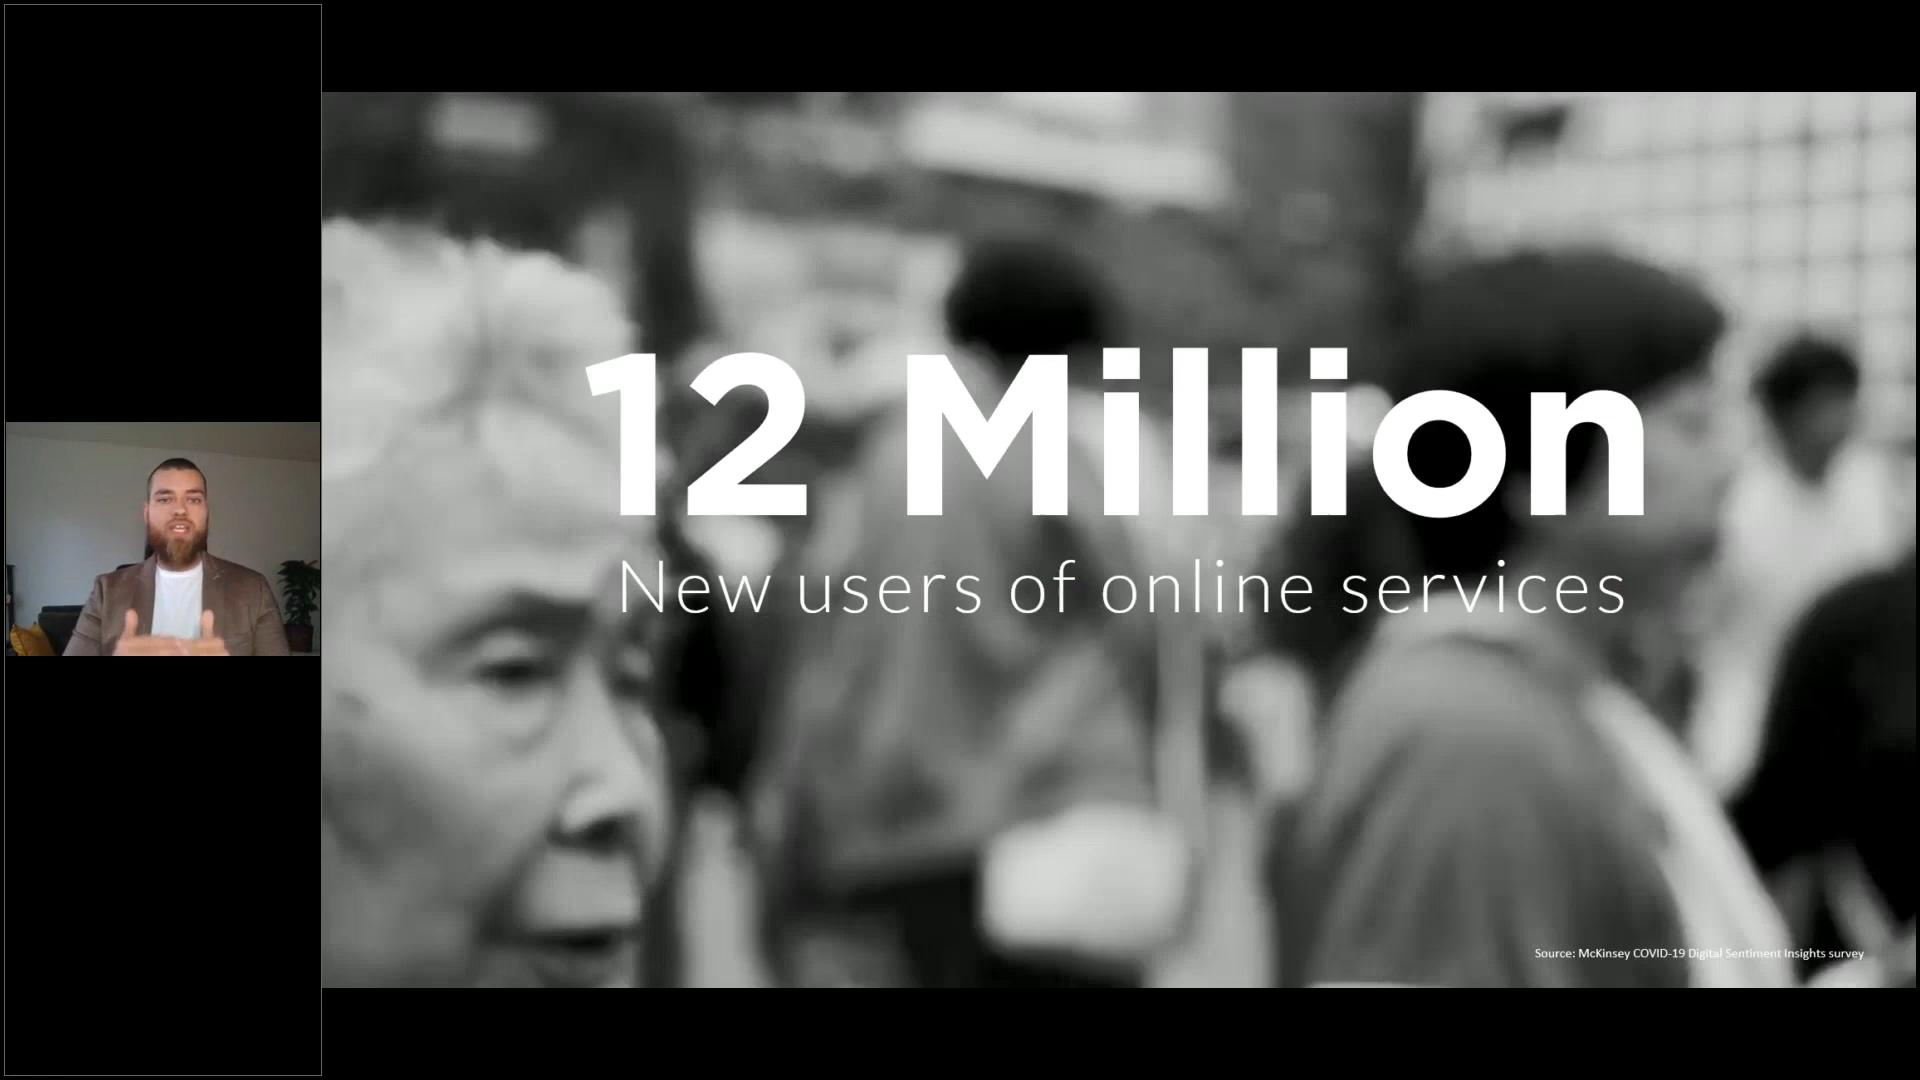 12 Million
New users of online services
Source: McKinsey COVID-19 Digital Sentiment Insights survey